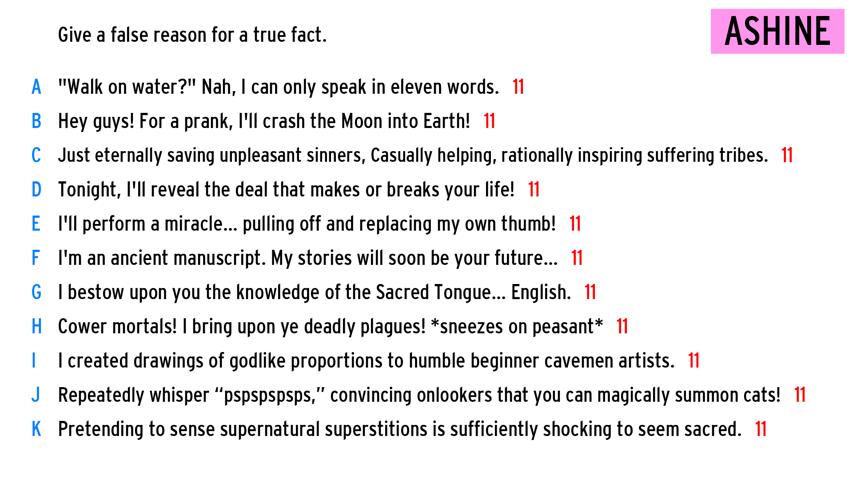 Give a false reason for a true fact.
ASHINE
A "Walk on water?" Nah, I can only speak in eleven words. 11
B Hey guys! For a prank, I'll crash the Moon into Earth! 11
C Just eternally saving unpleasant sinners, Casually helping, rationally inspiring suffering tribes. 11
D Tonight, I'll reveal the deal that makes or breaks your life! 11
E I'll perform a miracle... pulling off and replacing my own thumb! 11
F I'm an ancient manuscript. My stories will soon be your future... 11
G I bestow upon you the knowledge of the Sacred Tongue... English. 11
H Cower mortals! I bring upon ye deadly plagues! *sneezes on peasant* 11
I I created drawings of godlike proportions to humble beginner cavemen artists. 11
J Repeatedly whisper “pspspspsps,” convincing onlookers that you can magically summon cats! 11
K Pretending to sense supernatural superstitions is sufficiently shocking to seem sacred. 11